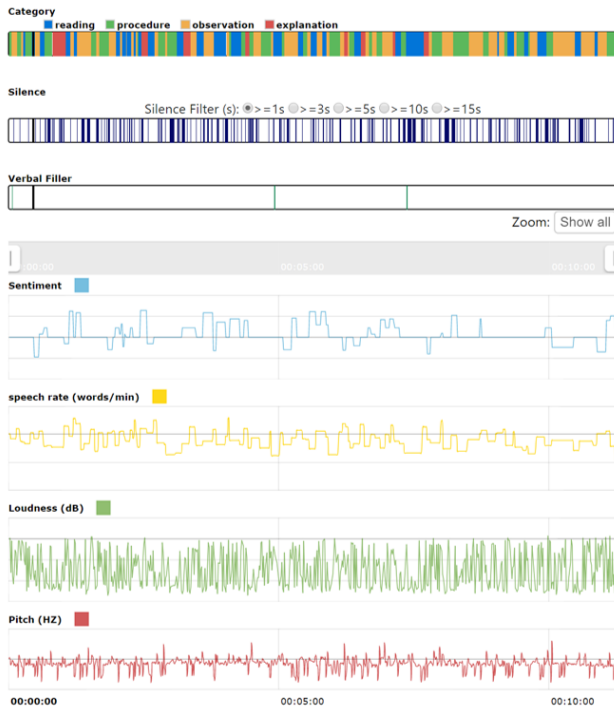 Category
reading procedure observation explanation
Silence
Silence Filter (s): >=1s >=3s >=5s >=10s >=15s
Verbal Filler
Zoom: Show all
00:00 00:05:00 00:10:00
Sentiment
speech rate (words/min)
Loudness (dB)
Pitch (HZ)
00:00:00 00:05:00 00:10:00